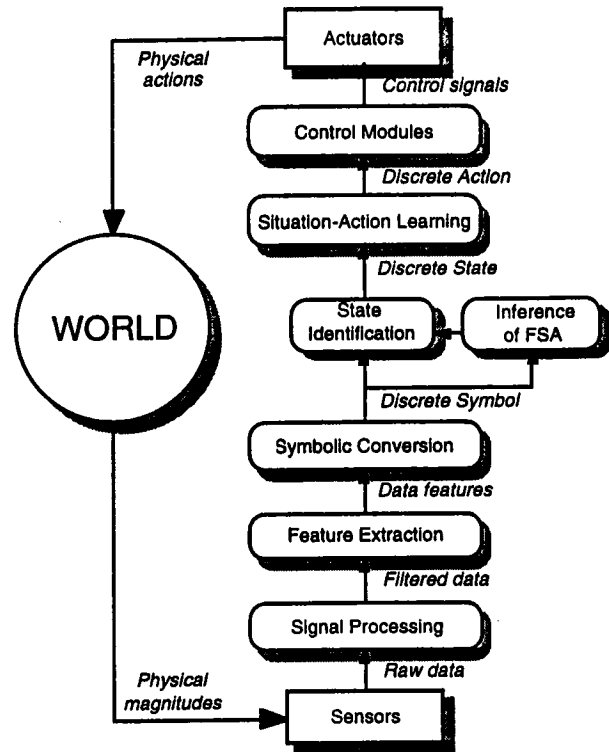 Actuators
Physical
actions
Control signals
Control Modules
Discrete Action
Situation-Action Learning
Discrete State
State
Identification
Inference
of FSA
WORLD
Discrete Symbol
Symbolic Conversion
Data features
Feature Extraction
Filtered data
Signal Processing
Raw data
Physical
magnitudes
Sensors